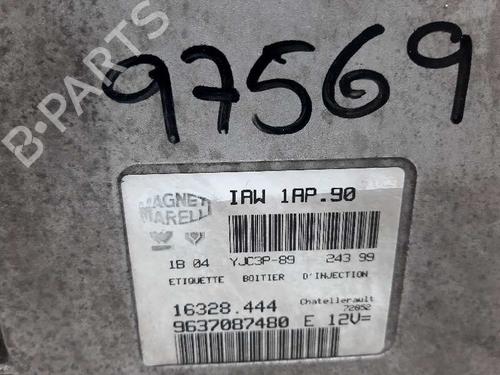 B-PARTS
97569
MAGNETI
MARELLI
IAW 1AP.90
1B 04 YJC3P-89 243 99
ETIQUETTE BOITIER D'INJECTION
16328.444 Chatellerault
72852
9637087480 E 12V=